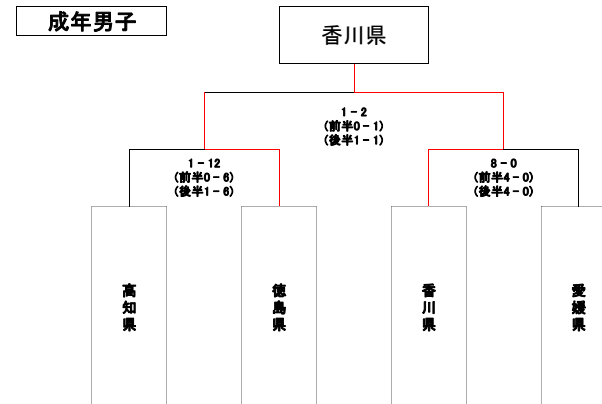 成年男子
香川県
1－2
(前半0－1)
(後半1－1)
1－12
(前半0－6)
(後半1－6)
8－0
(前半4－0)
(後半4－0)
高知県
徳島県
香川県
愛媛県